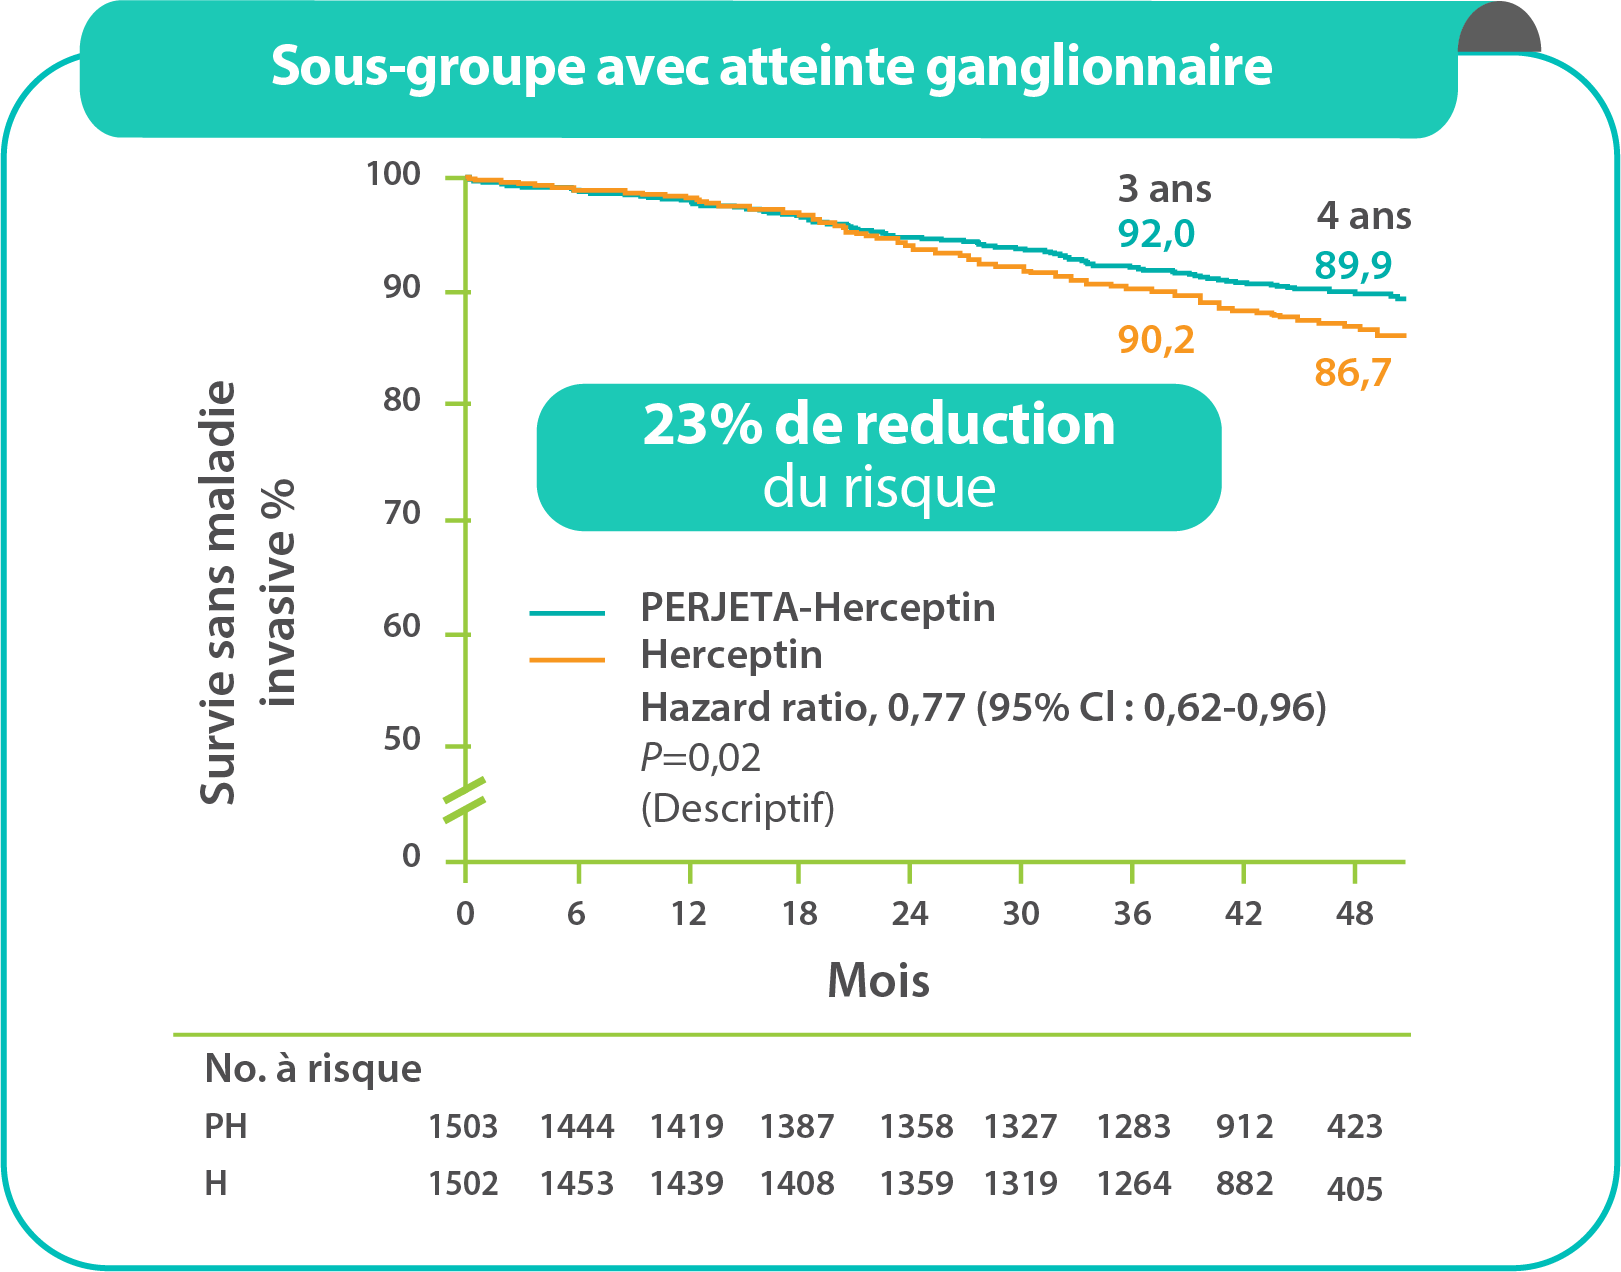 Sous-groupe avec atteinte ganglionnaire
100
90
80
70
60
50
0
Survie sans maladie
invasive %
3 ans
92,0
4 ans
89,9
90,2
86,7
23% de reduction
du risque
PERJETA-Herceptin
Herceptin
Hazard ratio, 0,77 (95% Cl : 0,62-0,96)
P=0,02
(Descriptif)
0 6 12 18 24 30 36 42 48
Mois
No. à risque
PH 1503 1444 1419 1387 1358 1327 1283 912 423
H 1502 1453 1439 1408 1359 1319 1264 882 405